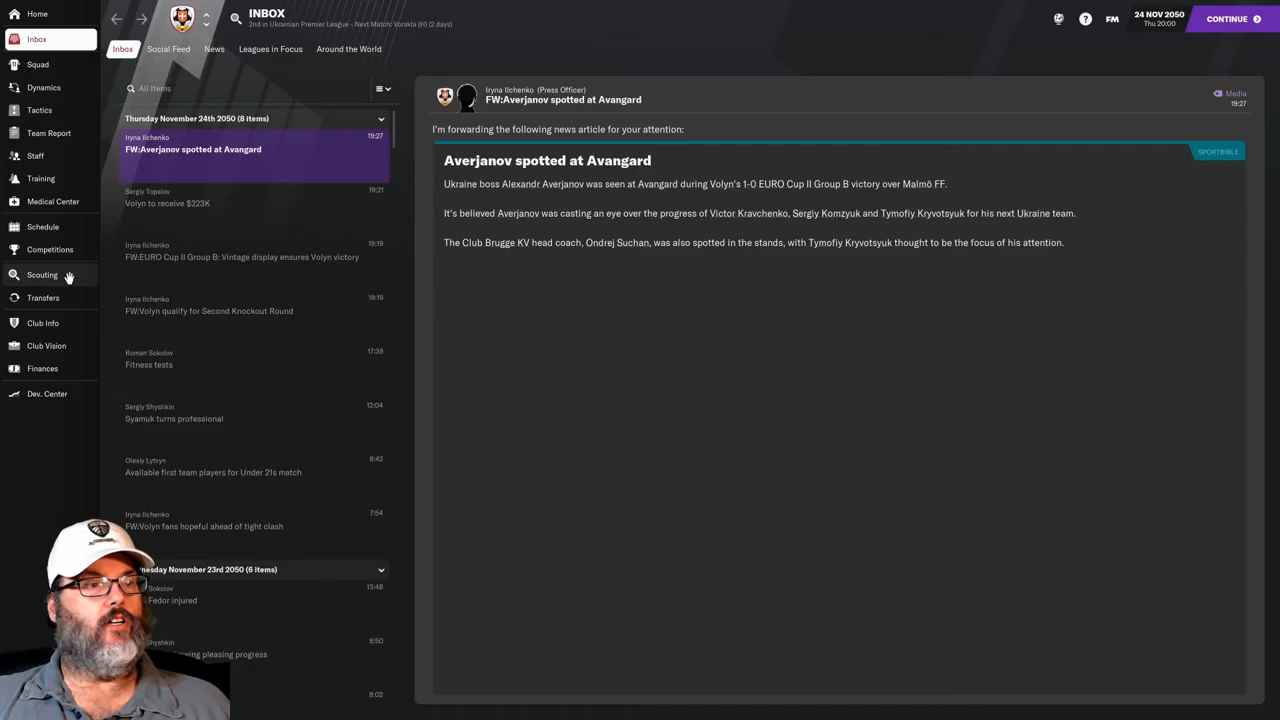 Home
Inbox
Squad
Dynamics
Tactics
Team Report
Staff
Training
Medical Center
Schedule
Competitions
Scouting
Transfers
Club Info
Club Vision
Finances
Dev. Center
INBOX
2nd in Ukrainian Premier League - Next Match: Vorskla (H) (2 days)
FM
24 NOV 2050
Thu 20:00
CONTINUE
Inbox Social Feed News Leagues in Focus Around the World
All Items
Thursday November 24th 2050 (8 items)
Iryna Ilchenko 19:27
FW:Averjanov spotted at Avangard
Sergiy Topalov 19:21
Volyn to receive $223K
Iryna Ilchenko 19:19
FW:EURO Cup II Group B: Vintage display ensures Volyn victory
Iryna Ilchenko 19:19
FW:Volyn qualify for Second Knockout Round
Roman Sokolov 17:39
Fitness tests
Sergiy Shyshkin 12:04
Syamuk turns professional
Olexiy Lytvyn 8:42
Available first team players for Under 21s match
Iryna Ilchenko 7:54
FW:Volyn fans hopeful ahead of tight clash
nesday November 23rd 2050 (6 items)
Sokolov 13:48
Fedor injured
hyshkin 8:50
wing pleasing progress
8:02
Iryna Ilchenko (Press Officer)
FW:Averjanov spotted at Avangard
Media
19:27
I'm forwarding the following news article for your attention:
SPORTBIBLE
Averjanov spotted at Avangard
Ukraine boss Alexandr Averjanov was seen at Avangard during Volyn's 1-0 EURO Cup II Group B victory over Malmö FF.
It's believed Averjanov was casting an eye over the progress of Victor Kravchenko, Sergiy Komzyuk and Tymofiy Kryvotsyuk for his next Ukraine team.
The Club Brugge KV head coach, Ondrej Suchan, was also spotted in the stands, with Tymofiy Kryvotsyuk thought to be the focus of his attention.